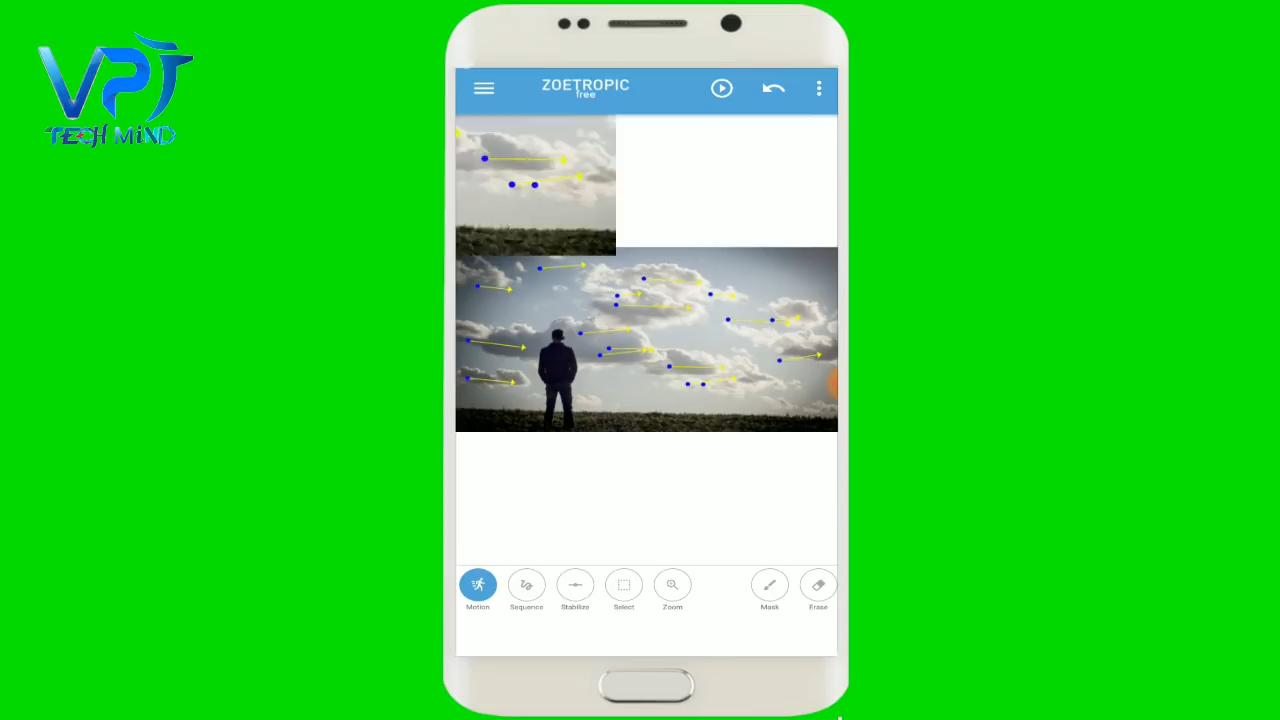 VPT
TECH MiND
ZOETROPIC
free
Motion
Sequence
Stabilize
Select
Zoom
Mask
Erase